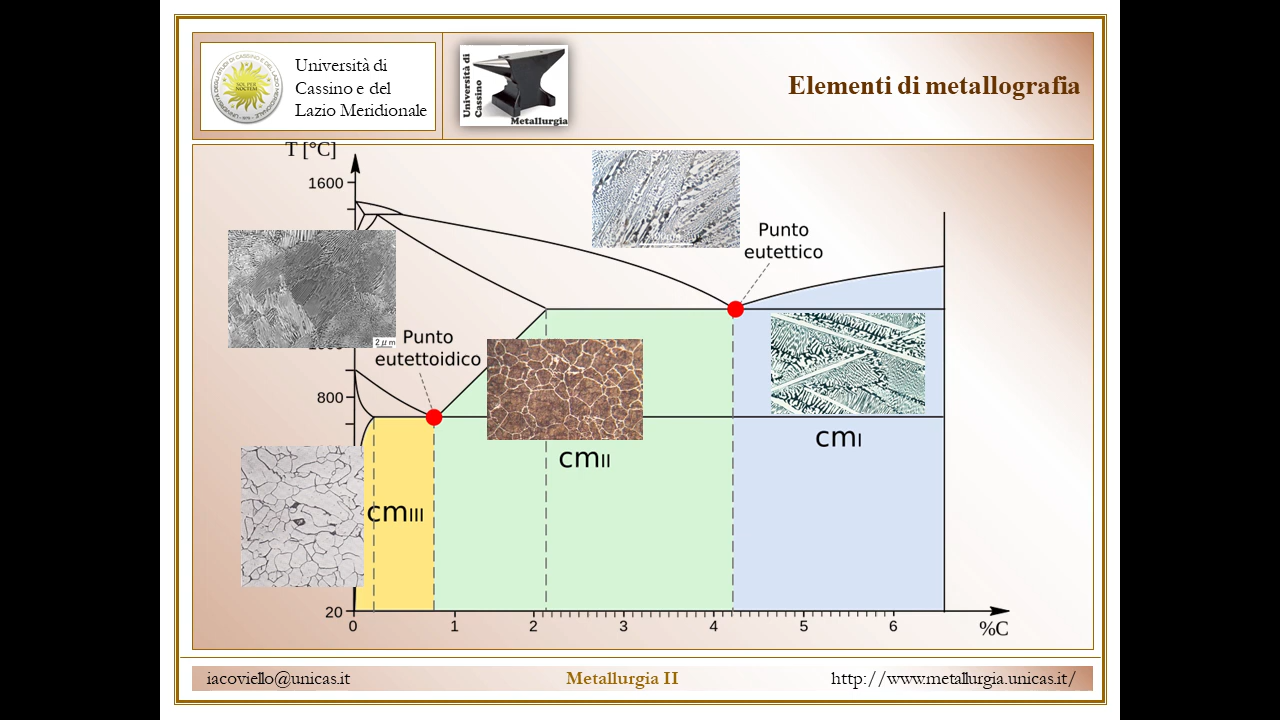 Università di
Cassino e del
Lazio Meridionale
Università di
Cassino
Metallurgia
Elementi di metallografia
T [°C]
1600
Punto
eutettico
2 μm
Punto
eutettoidico
800
cmI
cmII
cmIII
20
0 1 2 3 4 5 6
%C
iacoviello@unicas.it
Metallurgia II
http://www.metallurgia.unicas.it/